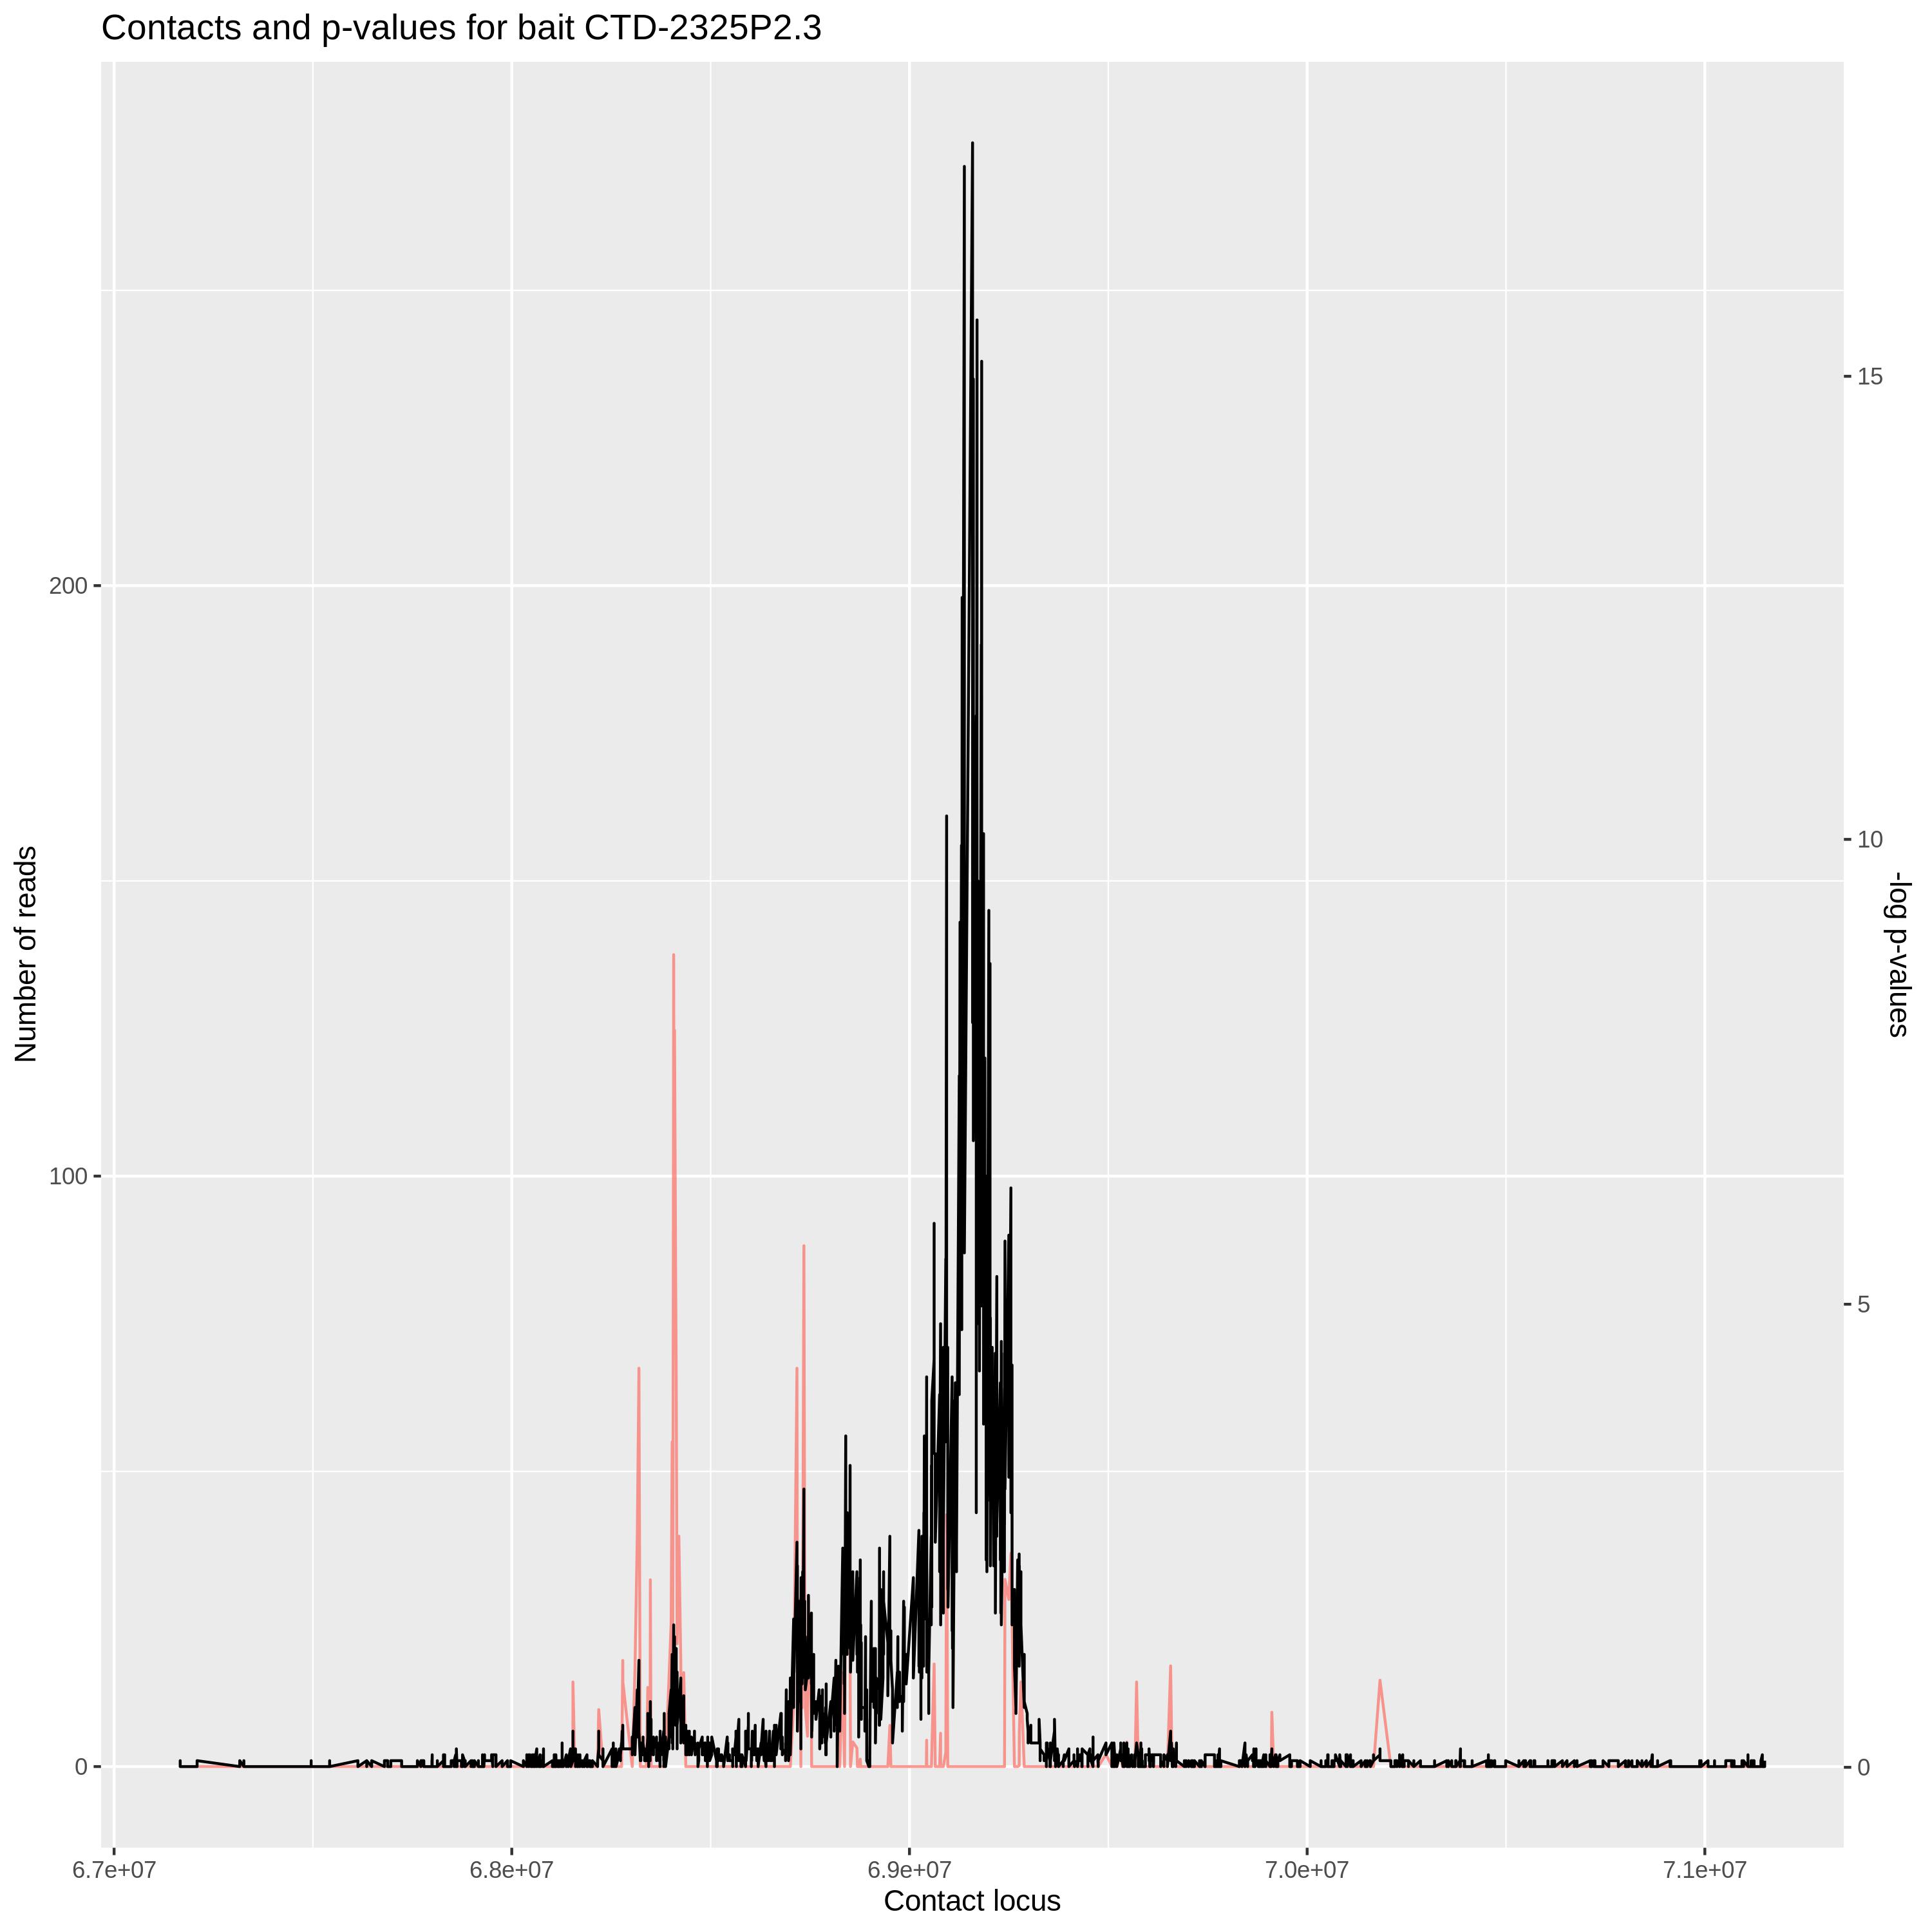 Contacts and p-values for bait CTD-2325P2.3
Number of reads
200
100
0
15
10
5
0
-log p-values
6.7e+07 6.8e+07 6.9e+07 7.0e+07 7.1e+07
Contact locus